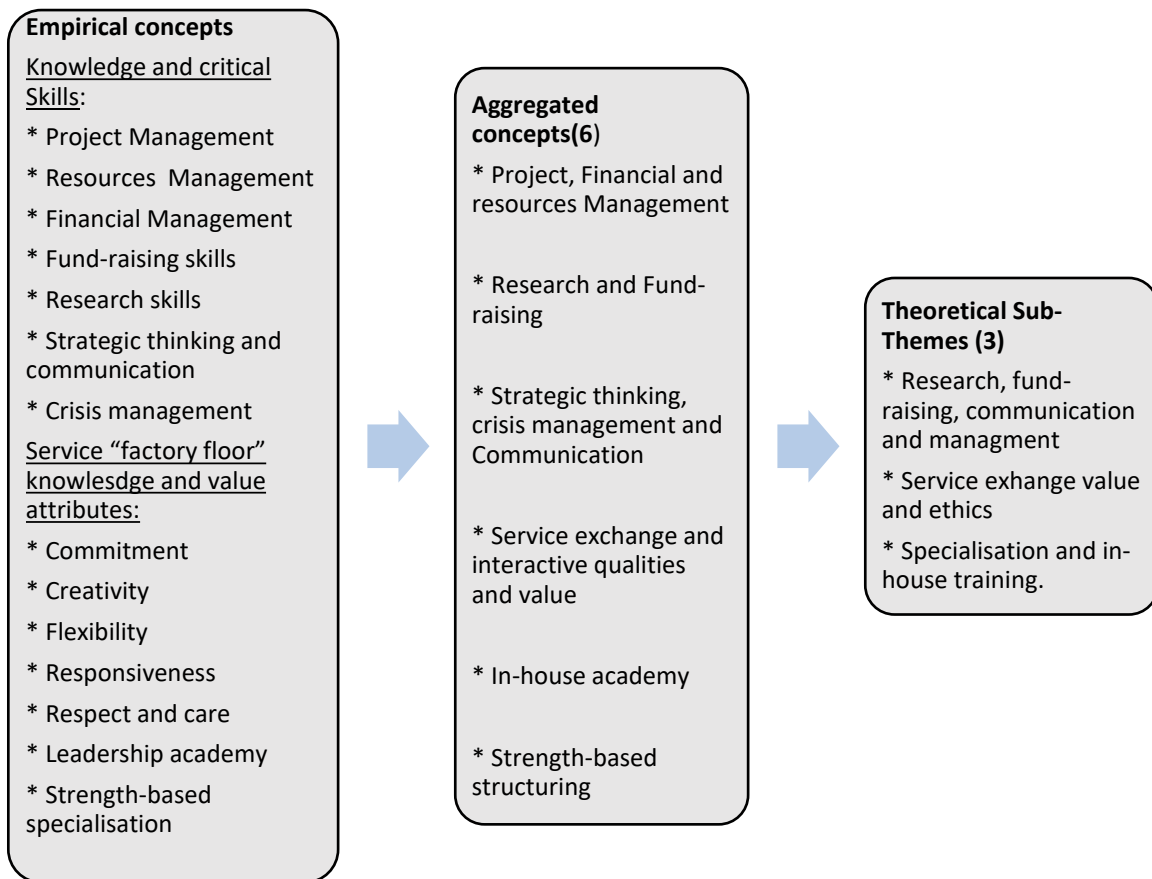 Empirical concepts
Knowledge and critical
Skills:
* Project Management
* Resources  Management
* Financial Management
* Fund-raising skills
* Research skills
* Strategic thinking and
communication
* Crisis management
Service “factory floor”
knowlesdge and value
attributes:
* Commitment
* Creativity
* Flexibility
* Responsiveness
* Respect and care
* Leadership academy
* Strength-based
specialisation
Aggregated
concepts(6)
* Project, Financial and
resources Management
* Research and Fund-
raising
* Strategic thinking,
crisis management and
Communication
* Service exchange and
interactive qualities
and value
* In-house academy
* Strength-based
structuring
Theoretical Sub-
Themes (3)
* Research, fund-
raising, communication
and managment
* Service exhange value
and ethics
* Specialisation and in-
house training.